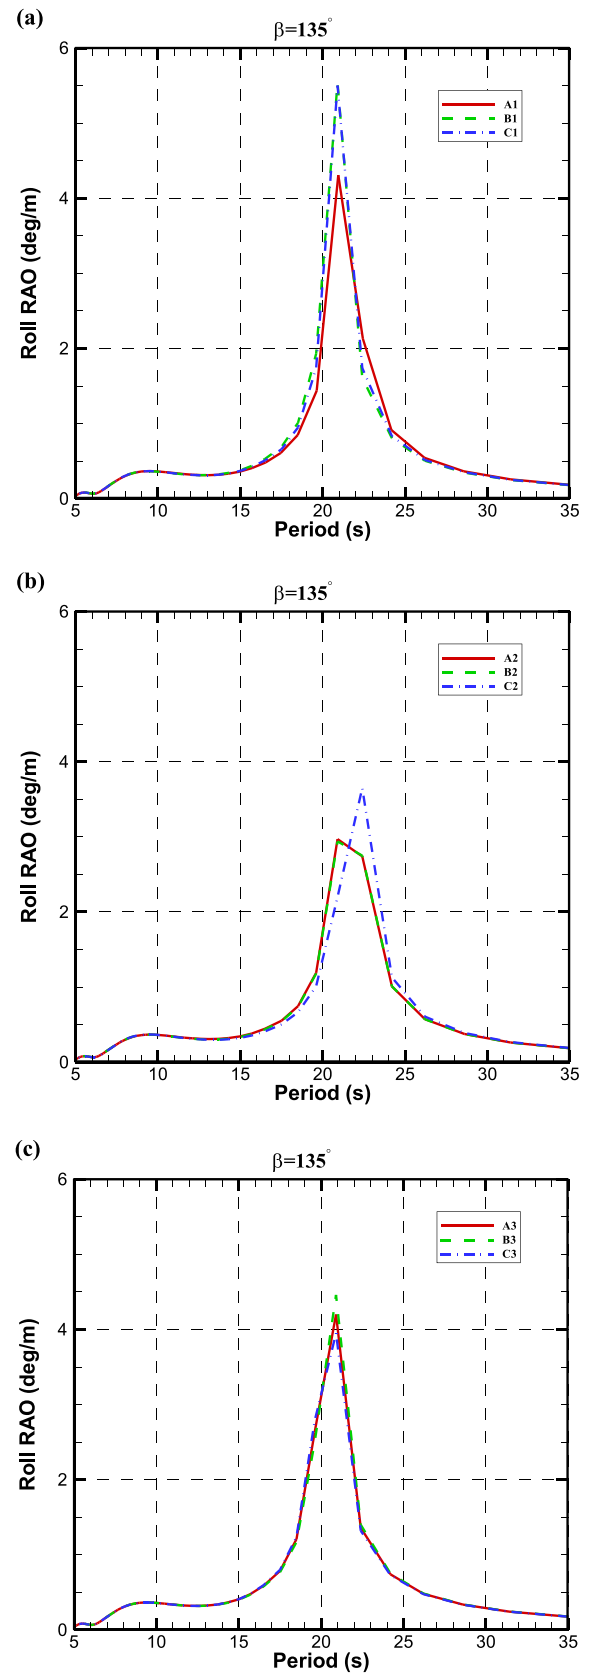 (a)
β=135°
6
4
2
0
Roll RAO (deg/m)
A1
B1
C1
5 10 15 20 25 30 35
Period (s)
(b)
β=135°
6
4
2
0
Roll RAO (deg/m)
A2
B2
C2
5 10 15 20 25 30 35
Period (s)
(c)
β=135°
6
4
2
0
Roll RAO (deg/m)
A3
B3
C3
5 10 15 20 25 30 35
Period (s)